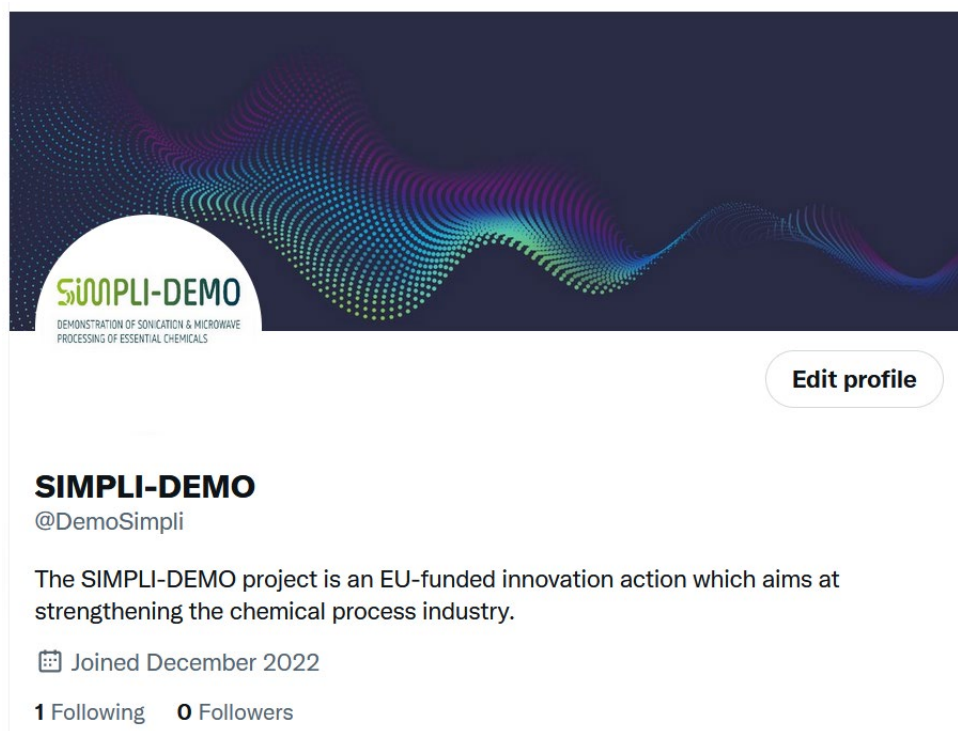 SiMPLI-DEMO
DEMONSTRATION OF SONICATION & MICROWAVE
PROCESSING OF ESSENTIAL CHEMICALS
Edit profile
SIMPLI-DEMO
@DemoSimpli
The SIMPLI-DEMO project is an EU-funded innovation action which aims at
strengthening the chemical process industry.
Joined December 2022
1 Following 0 Followers